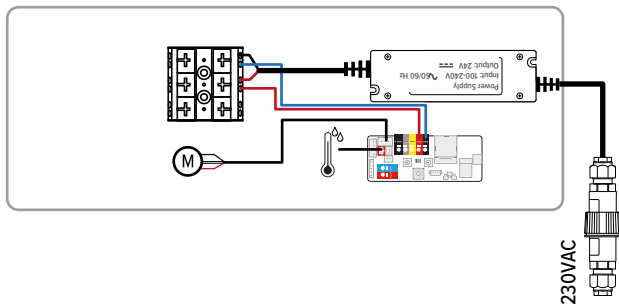 Power Supply
Input: 100-240V ∿50/60 Hz
Output: 24V ⎓
M
230VAC